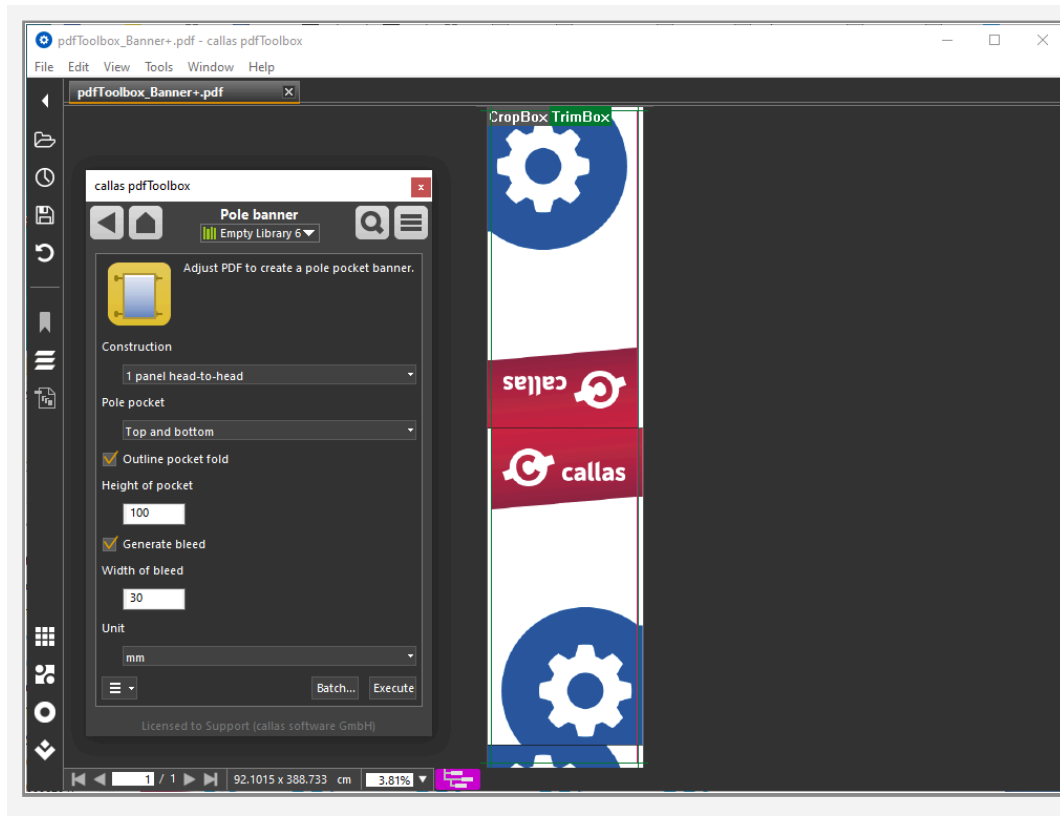 pdfToolbox_Banner+.pdf - callas pdfToolbox
File Edit View Tools Window Help
pdfToolbox_Banner+.pdf
CropBox TrimBox
callas pdfToolbox
Pole banner
Empty Library 6
Adjust PDF to create a pole pocket banner.
Construction
1 panel head-to-head
Pole pocket
Top and bottom
Outline pocket fold
Height of pocket
100
Generate bleed
Width of bleed
30
Unit
mm
Batch... Execute
Licensed to Support (callas software GmbH)
callas
callas
1 / 1 92.1015 x 388.733 cm 3.81%